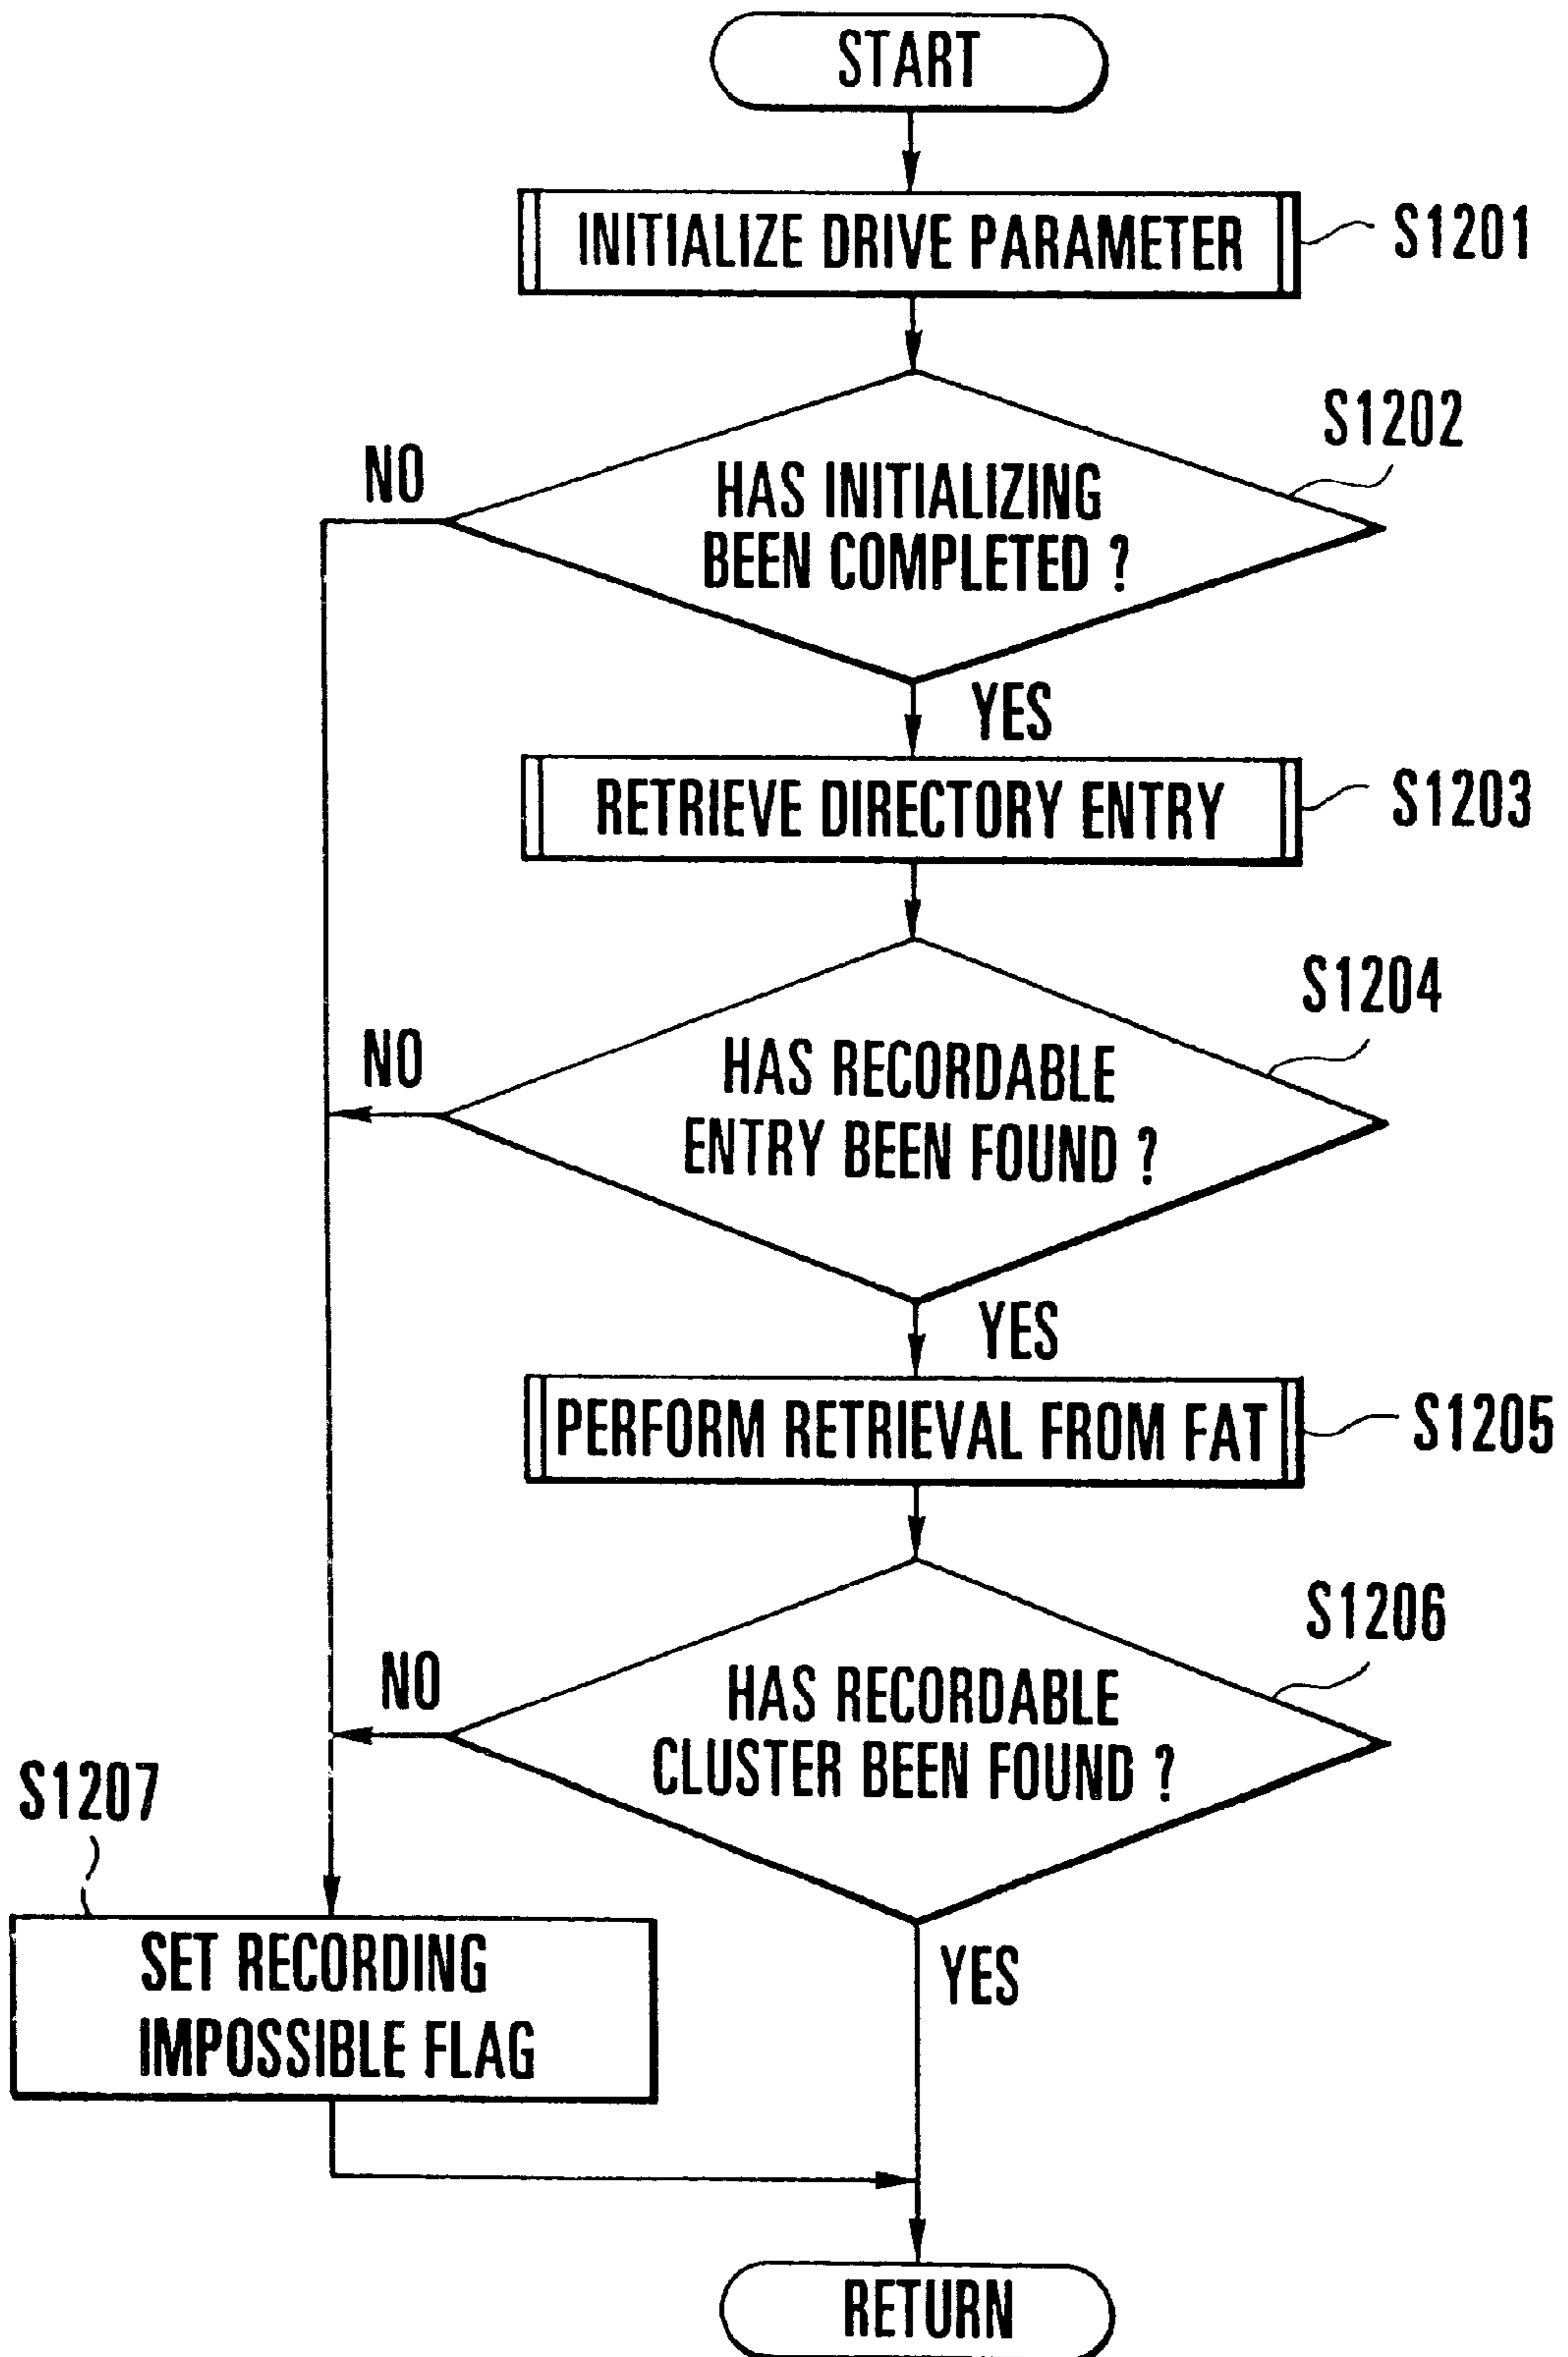 START
INITIALIZE DRIVE PARAMETER
S1201
S1202
NO
HAS INITIALIZING
BEEN COMPLETED ?
YES
RETRIEVE DIRECTORY ENTRY
S1203
S1204
NO
HAS RECORDABLE
ENTRY BEEN FOUND ?
YES
PERFORM RETRIEVAL FROM FAT
S1205
S1206
NO
HAS RECORDABLE
CLUSTER BEEN FOUND ?
S1207
SET RECORDING
IMPOSSIBLE FLAG
YES
RETURN